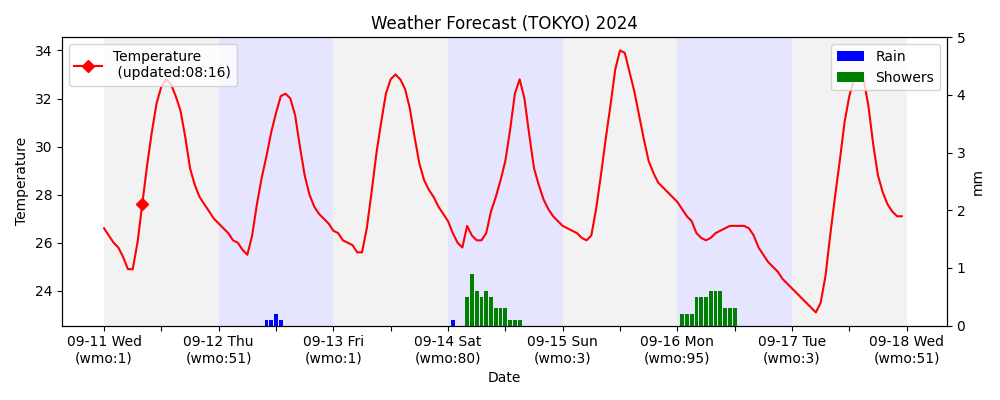 Weather Forecast (TOKYO) 2024
Temperature
(updated:08:16)
Rain
Showers
34
32
30
28
26
24
Temperature
5
4
3
2
1
0
mm
09-11 Wed
(wmo:1)
09-12 Thu
(wmo:51)
09-13 Fri
(wmo:1)
09-14 Sat
(wmo:80)
09-15 Sun
(wmo:3)
09-16 Mon
(wmo:95)
09-17 Tue
(wmo:3)
09-18 Wed
(wmo:51)
Date